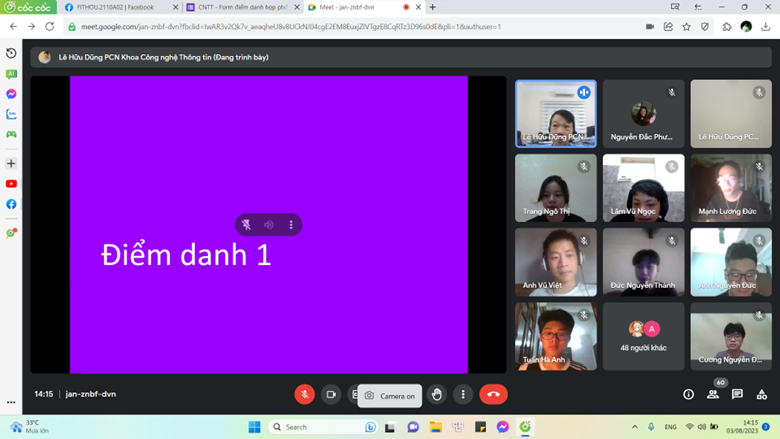 cốc cốc
FITHOU.2110A02 | Facebook
CNTT - Form điểm danh họp phổ
Meet - jan-znbf-dvn
meet.google.com/jan-znbf-dvn?fbclid=
&pli=1&authuser=1
Lê Hữu Dũng PCN Khoa Công nghệ Thông tin (Đang trình bày)
Điểm danh 1
Lê Hữu Dũng PCN
Nguyễn Đắc Phư...
Lê Hữu Dũng PC...
Trang Ngô Thị
Lâm Vũ Ngọc
Mạnh Lương Đức
Anh Vũ Việt
Đức Nguyễn Thành
Anh Nguyễn Đức
Tuấn Hà Anh
A
48 người khác
Cường Nguyễn Đ...
14:15 | jan-znbf-dvn
Camera on
60
33°C
Mưa lớn
Search
ENG
14:15
03/08/2023